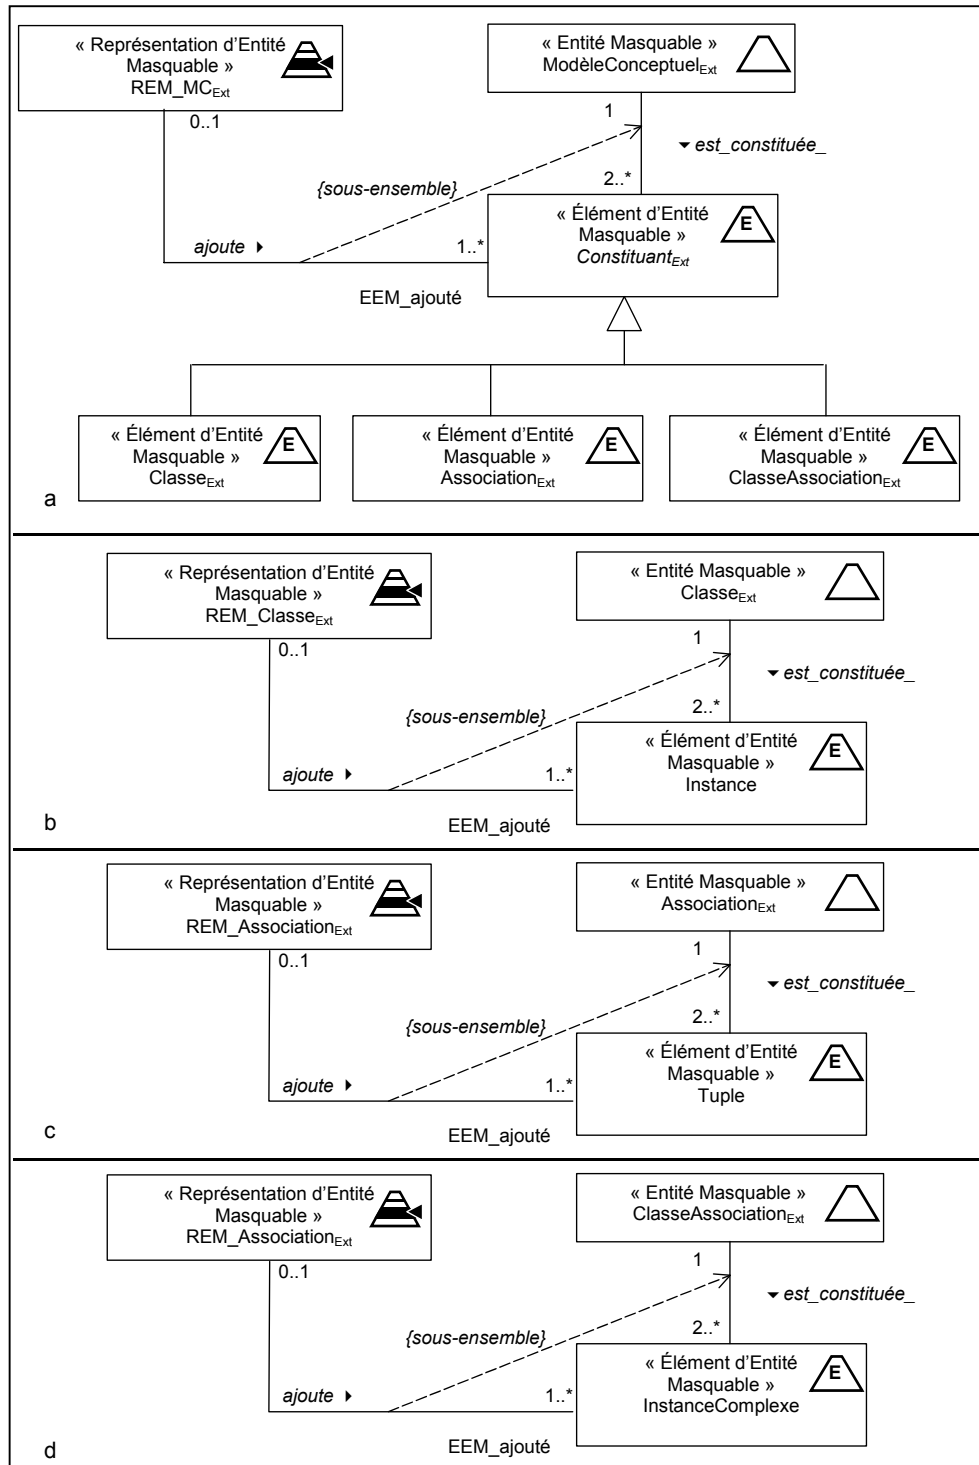 « Représentation d’Entité
Masquable »
REM_MCExt
« Entité Masquable »
ModèleConceptuelExt
0..1
1
est_constituée_
{sous-ensemble}
2..*
« Élément d’Entité
Masquable »
ConstituantExt
E
ajoute
1..*
EEM_ajouté
« Élément d’Entité
Masquable »
ClasseExt
E
« Élément d’Entité
Masquable »
AssociationExt
E
« Élément d’Entité
Masquable »
ClasseAssociationExt
E
a
« Représentation d’Entité
Masquable »
REM_ClasseExt
« Entité Masquable »
ClasseExt
0..1
1
est_constituée_
{sous-ensemble}
2..*
« Élément d’Entité
Masquable »
Instance
E
ajoute
1..*
EEM_ajouté
b
« Représentation d’Entité
Masquable »
REM_AssociationExt
« Entité Masquable »
AssociationExt
0..1
1
est_constituée_
{sous-ensemble}
2..*
« Élément d’Entité
Masquable »
Tuple
E
ajoute
1..*
EEM_ajouté
c
« Représentation d’Entité
Masquable »
REM_AssociationExt
« Entité Masquable »
ClasseAssociationExt
0..1
1
est_constituée_
{sous-ensemble}
2..*
« Élément d’Entité
Masquable »
InstanceComplexe
E
ajoute
1..*
EEM_ajouté
d